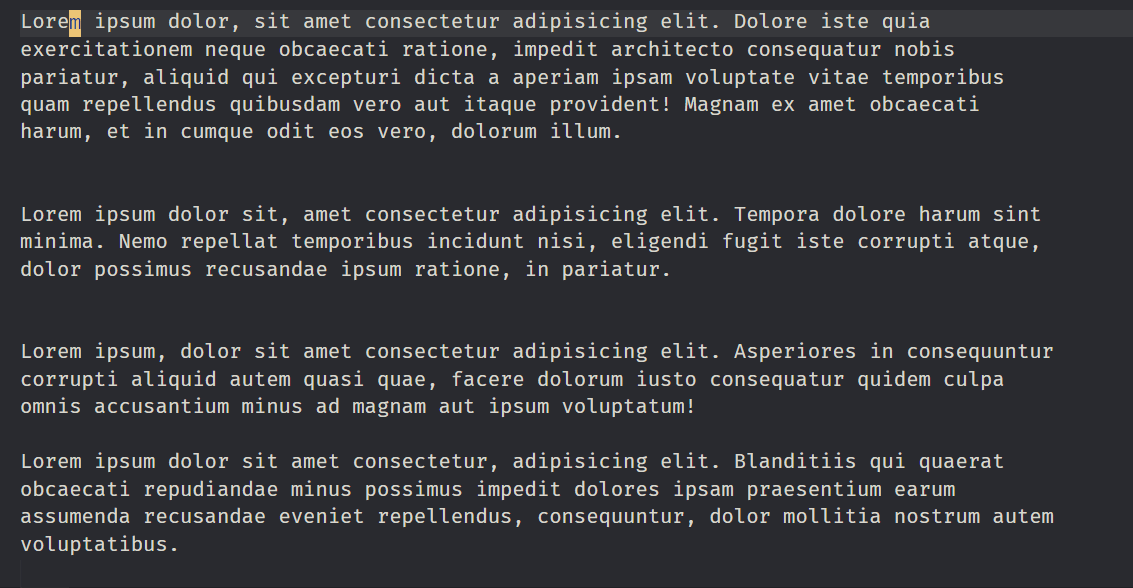 Lorem ipsum dolor, sit amet consectetur adipisicing elit. Dolore iste quia
exercitationem neque obcaecati ratione, impedit architecto consequatur nobis
pariatur, aliquid qui excepturi dicta a aperiam ipsam voluptate vitae temporibus
quam repellendus quibusdam vero aut itaque provident! Magnam ex amet obcaecati
harum, et in cumque odit eos vero, dolorum illum.
Lorem ipsum dolor sit, amet consectetur adipisicing elit. Tempora dolore harum sint
minima. Nemo repellat temporibus incidunt nisi, eligendi fugit iste corrupti atque,
dolor possimus recusandae ipsum ratione, in pariatur.
Lorem ipsum, dolor sit amet consectetur adipisicing elit. Asperiores in consequuntur
corrupti aliquid autem quasi quae, facere dolorum iusto consequatur quidem culpa
omnis accusantium minus ad magnam aut ipsum voluptatum!
Lorem ipsum dolor sit amet consectetur, adipisicing elit. Blanditiis qui quaerat
obcaecati repudiandae minus possimus impedit dolores ipsam praesentium earum
assumenda recusandae eveniet repellendus, consequuntur, dolor mollitia nostrum autem
voluptatibus.